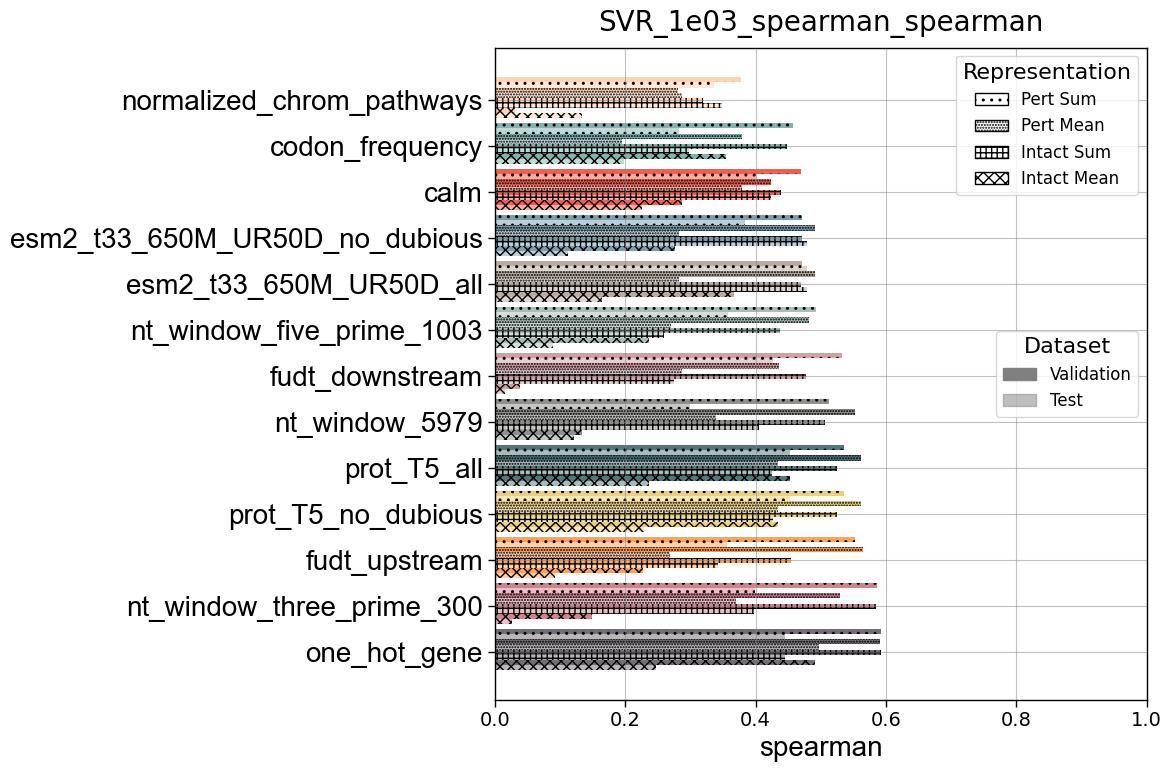 SVR_1e03_spearman_spearman
Representation
Pert Sum
Pert Mean
Intact Sum
Intact Mean
Dataset
Validation
Test
normalized_chrom_pathways
codon_frequency
calm
esm2_t33_650M_UR50D_no_dubious
esm2_t33_650M_UR50D_all
nt_window_five_prime_1003
fudt_downstream
nt_window_5979
prot_T5_all
prot_T5_no_dubious
fudt_upstream
nt_window_three_prime_300
one_hot_gene
0.0 0.2 0.4 0.6 0.8 1.0
spearman